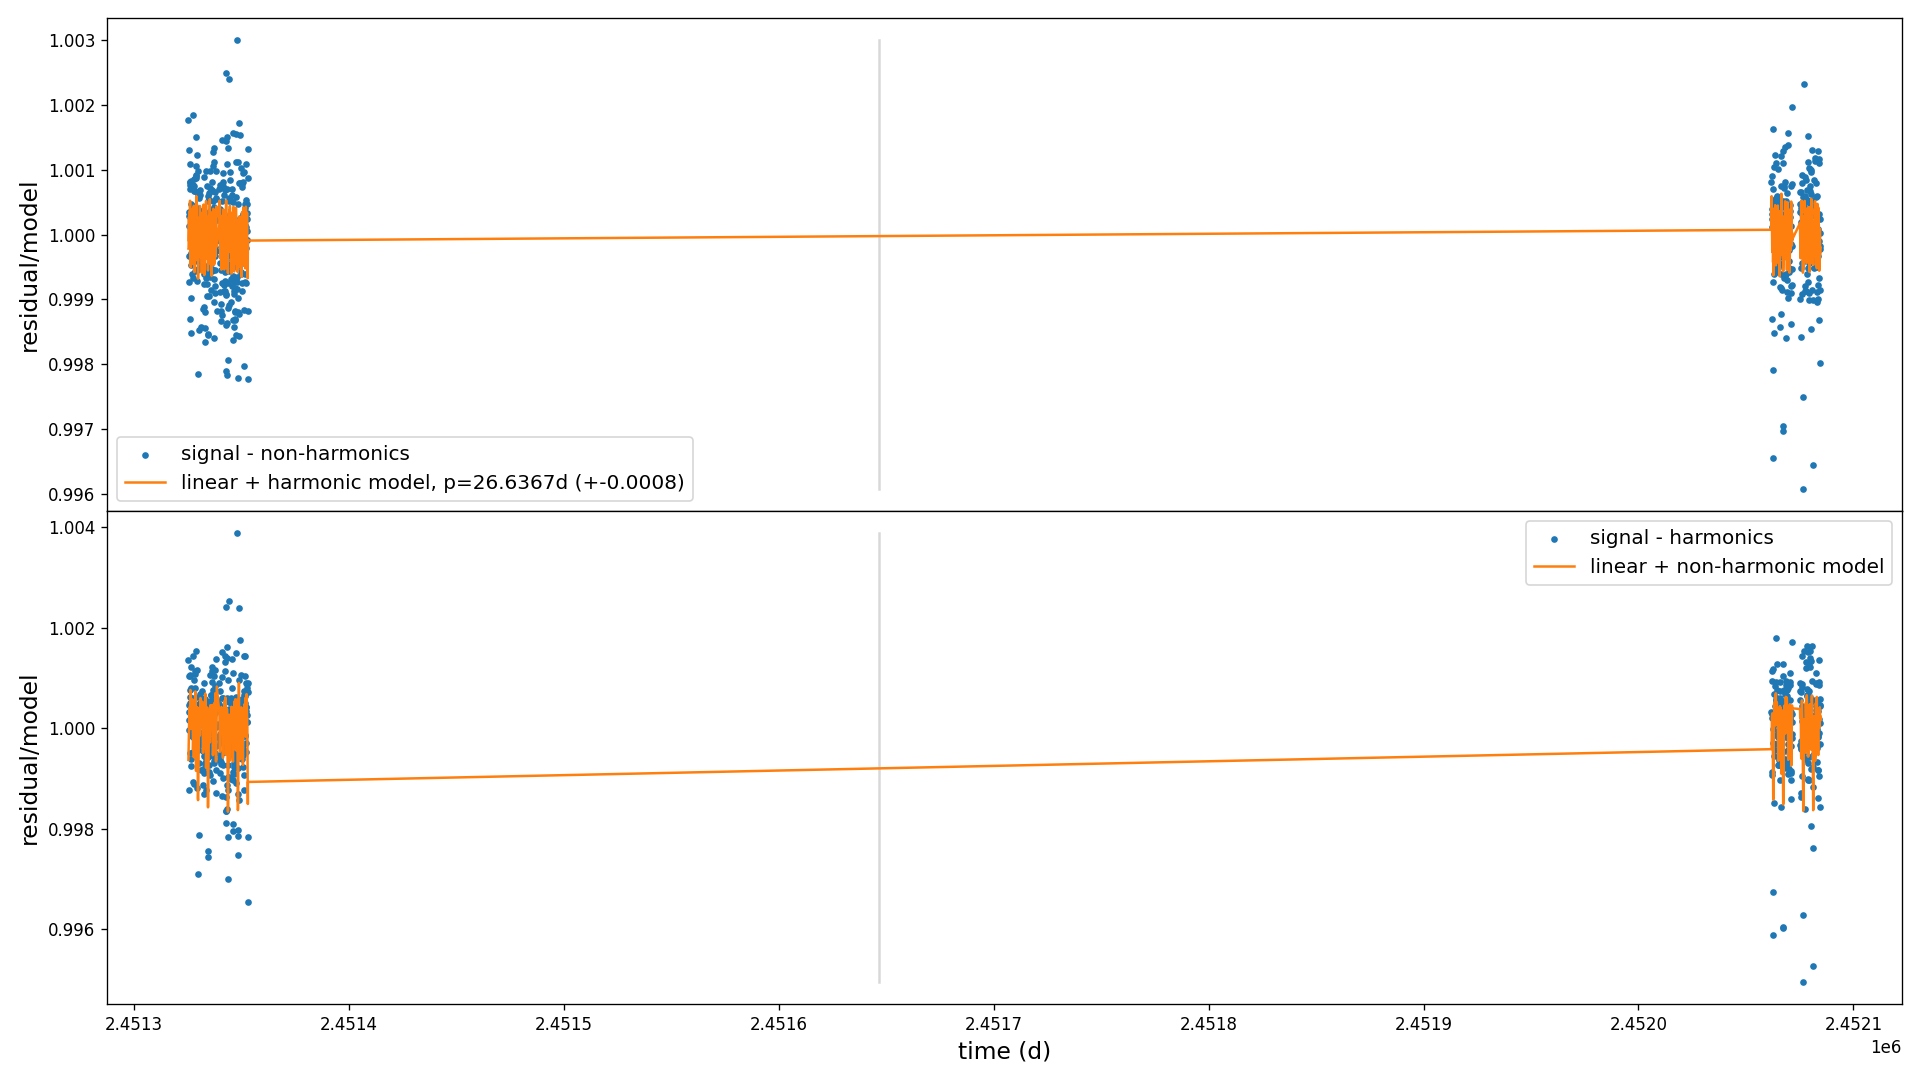 1.003
1.002
1.001
1.000
0.999
0.998
0.997
0.996
residual/model
signal - non-harmonics
linear + harmonic model, p=26.6367d (+-0.0008)
1.004
1.002
1.000
0.998
0.996
residual/model
signal - harmonics
linear + non-harmonic model
2.4513
2.4514
2.4515
2.4516
2.4517
2.4518
2.4519
2.4520
2.4521
1e6
time (d)